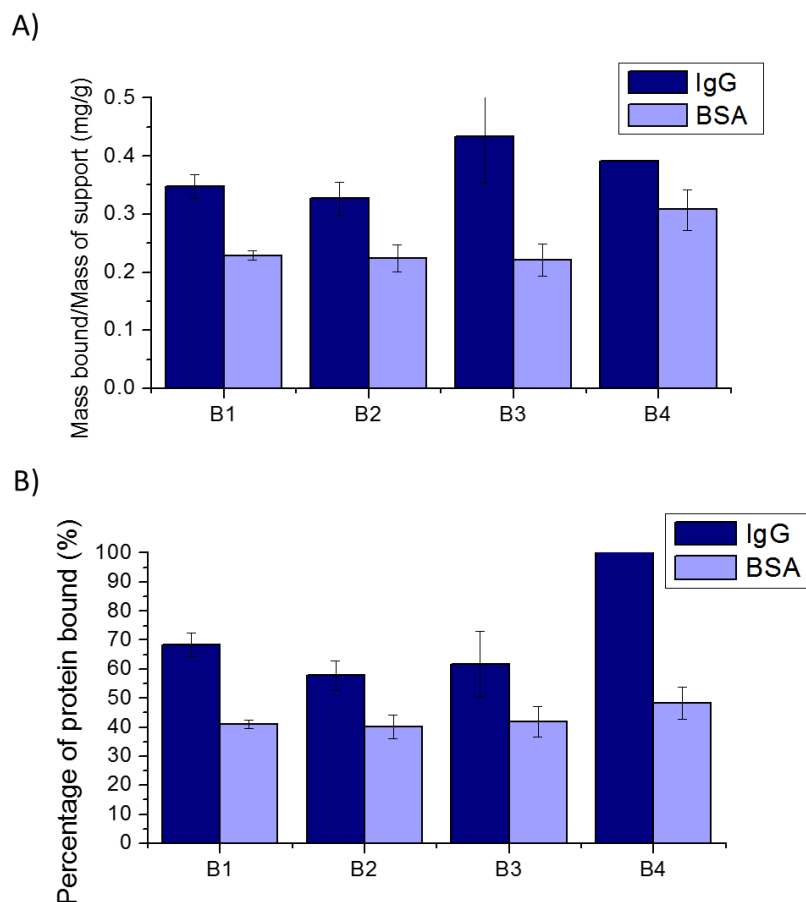 A)
Mass bound/Mass of support (mg/g)
0.5
0.4
0.3
0.2
0.1
0.0
IgG
BSA
B1 B2 B3 B4
B)
Percentage of protein bound (%)
100
90
80
70
60
50
40
30
20
10
0
IgG
BSA
B1 B2 B3 B4